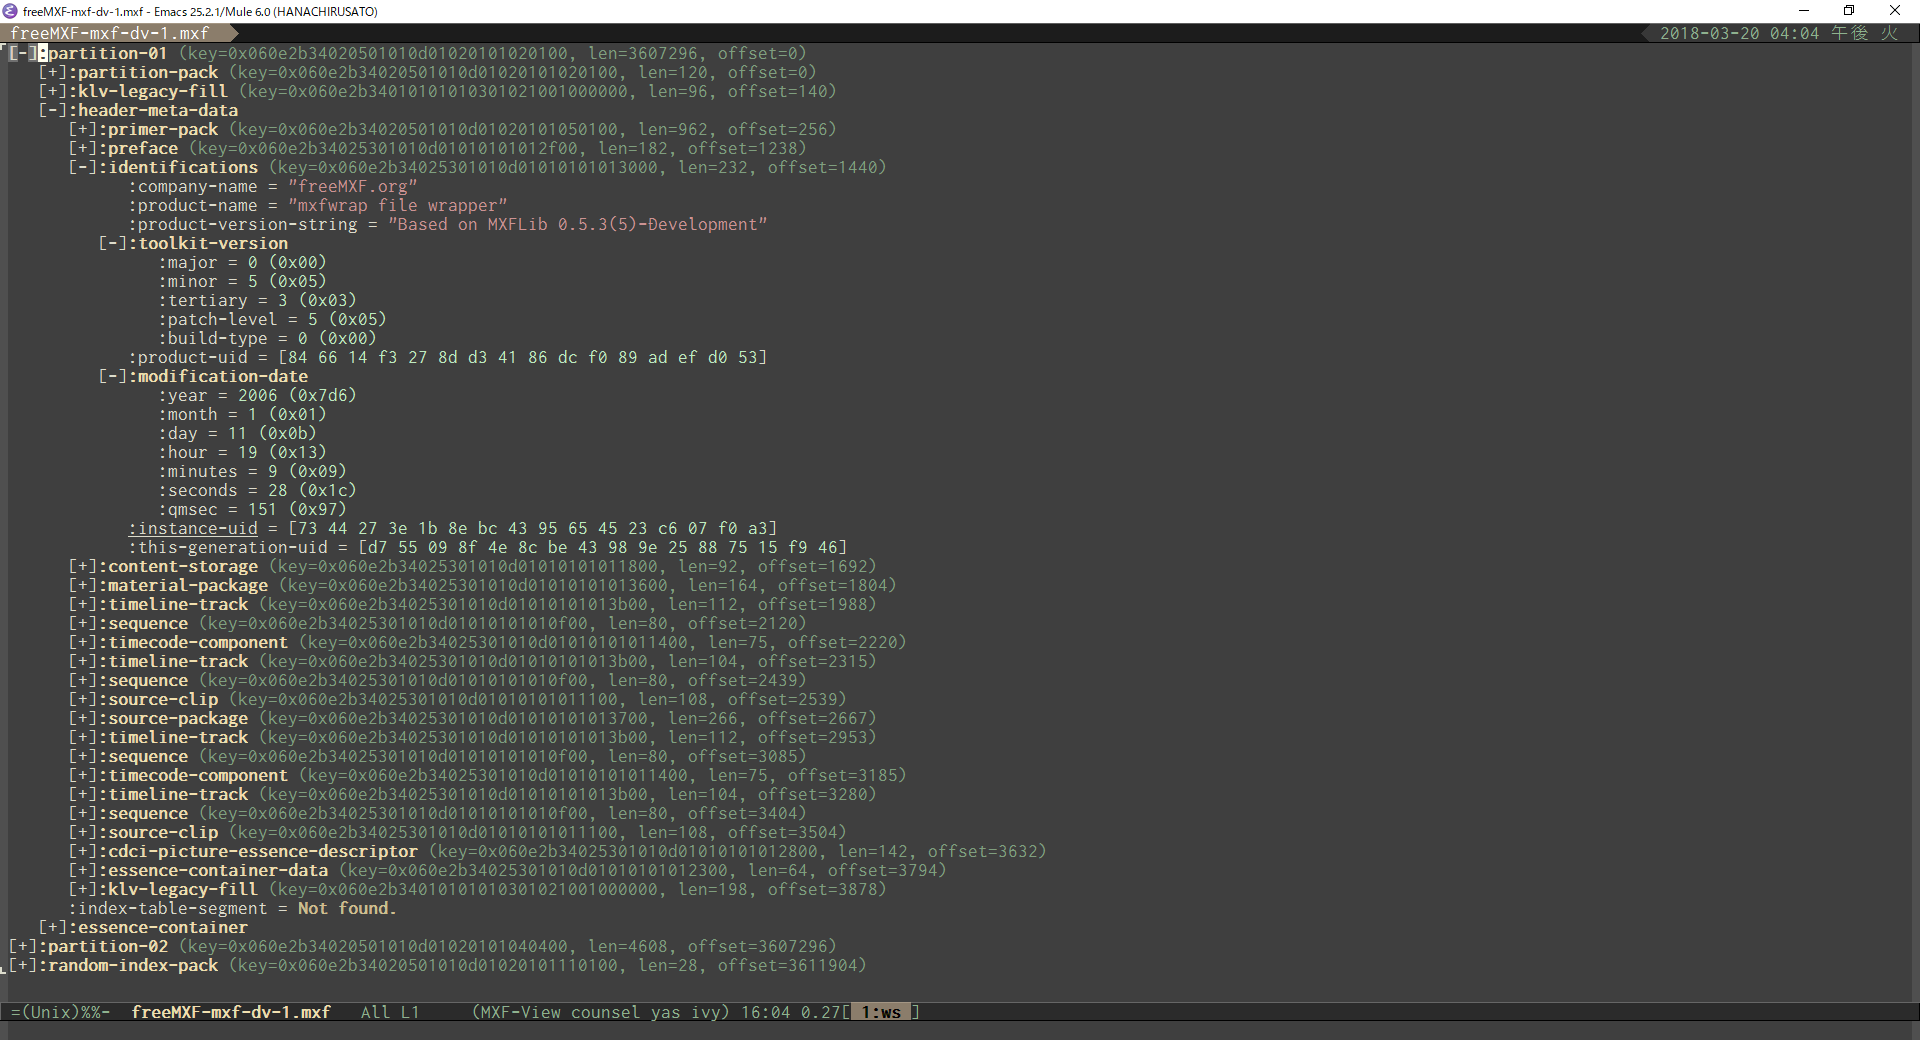 freeMXF-mxf-dv-1.mxf - Emacs 25.2.1/Mule 6.0 (HANACHIRUSATO)
freeMXF-mxf-dv-1.mxf 2018-03-20 04:04 午後 火
[-]:partition-01 (key=0x060e2b34020501010d01020101020100, len=3607296, offset=0)
[+]:partition-pack (key=0x060e2b34020501010d01020101020100, len=120, offset=0)
[+]:klv-legacy-fill (key=0x060e2b34010101010301021001000000, len=96, offset=140)
[-]:header-meta-data
[+]:primer-pack (key=0x060e2b34020501010d01020101050100, len=962, offset=256)
[+]:preface (key=0x060e2b34025301010d01010101012f00, len=182, offset=1238)
[-]:identifications (key=0x060e2b34025301010d01010101013000, len=232, offset=1440)
:company-name = "freeMXF.org"
:product-name = "mxfwrap file wrapper"
:product-version-string = "Based on MXFLib 0.5.3(5)-Development"
[-]:toolkit-version
:major = 0 (0x00)
:minor = 5 (0x05)
:tertiary = 3 (0x03)
:patch-level = 5 (0x05)
:build-type = 0 (0x00)
:product-uid = [84 66 14 f3 27 8d d3 41 86 dc f0 89 ad ef d0 53]
[-]:modification-date
:year = 2006 (0x7d6)
:month = 1 (0x01)
:day = 11 (0x0b)
:hour = 19 (0x13)
:minutes = 9 (0x09)
:seconds = 28 (0x1c)
:qmsec = 151 (0x97)
:instance-uid = [73 44 27 3e 1b 8e bc 43 95 65 45 23 c6 07 f0 a3]
:this-generation-uid = [d7 55 09 8f 4e 8c be 43 98 9e 25 88 75 15 f9 46]
[+]:content-storage (key=0x060e2b34025301010d01010101011800, len=92, offset=1692)
[+]:material-package (key=0x060e2b34025301010d01010101013600, len=164, offset=1804)
[+]:timeline-track (key=0x060e2b34025301010d01010101013b00, len=112, offset=1988)
[+]:sequence (key=0x060e2b34025301010d01010101010f00, len=80, offset=2120)
[+]:timecode-component (key=0x060e2b34025301010d01010101011400, len=75, offset=2220)
[+]:timeline-track (key=0x060e2b34025301010d01010101013b00, len=104, offset=2315)
[+]:sequence (key=0x060e2b34025301010d01010101010f00, len=80, offset=2439)
[+]:source-clip (key=0x060e2b34025301010d01010101011100, len=108, offset=2539)
[+]:source-package (key=0x060e2b34025301010d01010101013700, len=266, offset=2667)
[+]:timeline-track (key=0x060e2b34025301010d01010101013b00, len=112, offset=2953)
[+]:sequence (key=0x060e2b34025301010d01010101010f00, len=80, offset=3085)
[+]:timecode-component (key=0x060e2b34025301010d01010101011400, len=75, offset=3185)
[+]:timeline-track (key=0x060e2b34025301010d01010101013b00, len=104, offset=3280)
[+]:sequence (key=0x060e2b34025301010d01010101010f00, len=80, offset=3404)
[+]:source-clip (key=0x060e2b34025301010d01010101011100, len=108, offset=3504)
[+]:cdci-picture-essence-descriptor (key=0x060e2b34025301010d01010101012800, len=142, offset=3632)
[+]:essence-container-data (key=0x060e2b34025301010d01010101012300, len=64, offset=3794)
[+]:klv-legacy-fill (key=0x060e2b34010101010301021001000000, len=198, offset=3878)
:index-table-segment = Not found.
[+]:essence-container
[+]:partition-02 (key=0x060e2b34020501010d01020101040400, len=4608, offset=3607296)
[+]:random-index-pack (key=0x060e2b34020501010d01020101110100, len=28, offset=3611904)
=(Unix)%%- freeMXF-mxf-dv-1.mxf All L1 (MXF-View counsel yas ivy) 16:04 0.27[ 1:ws ]